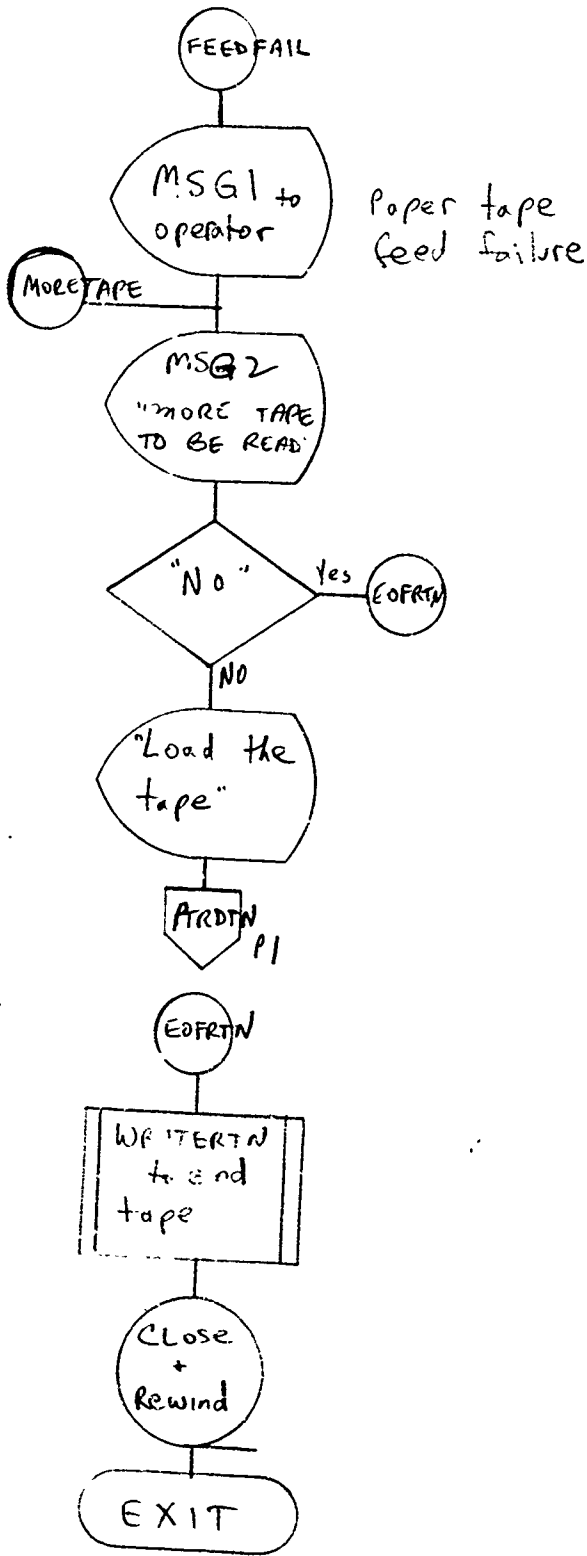 FEEDFAIL
MSG1 to
operator
Paper tape
feed failure
MORETAPE
MSG2
"MORE TAPE
TO BE READ"
"NO"
Yes
EOFRTN
NO
"Load the
tape"
P1
EOFRTN
WRITERTN
to end
tape
CLose
+
Rewind
EXIT